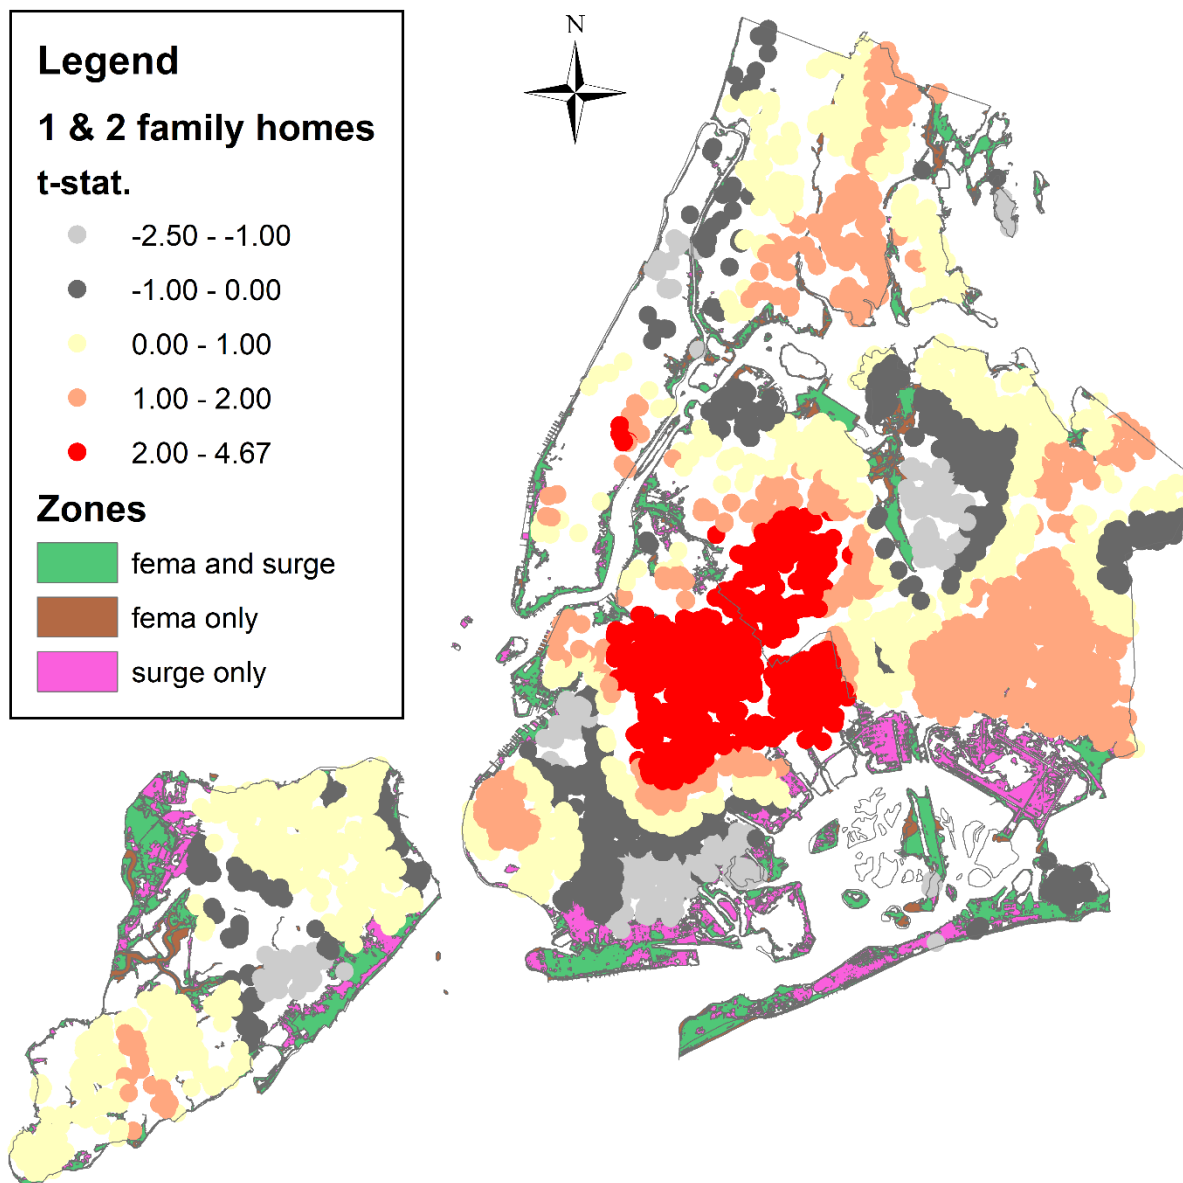 N
Legend
1 & 2 family homes
t-stat.
-2.50 - -1.00
-1.00 - 0.00
0.00 - 1.00
1.00 - 2.00
2.00 - 4.67
Zones
fema and surge
fema only
surge only